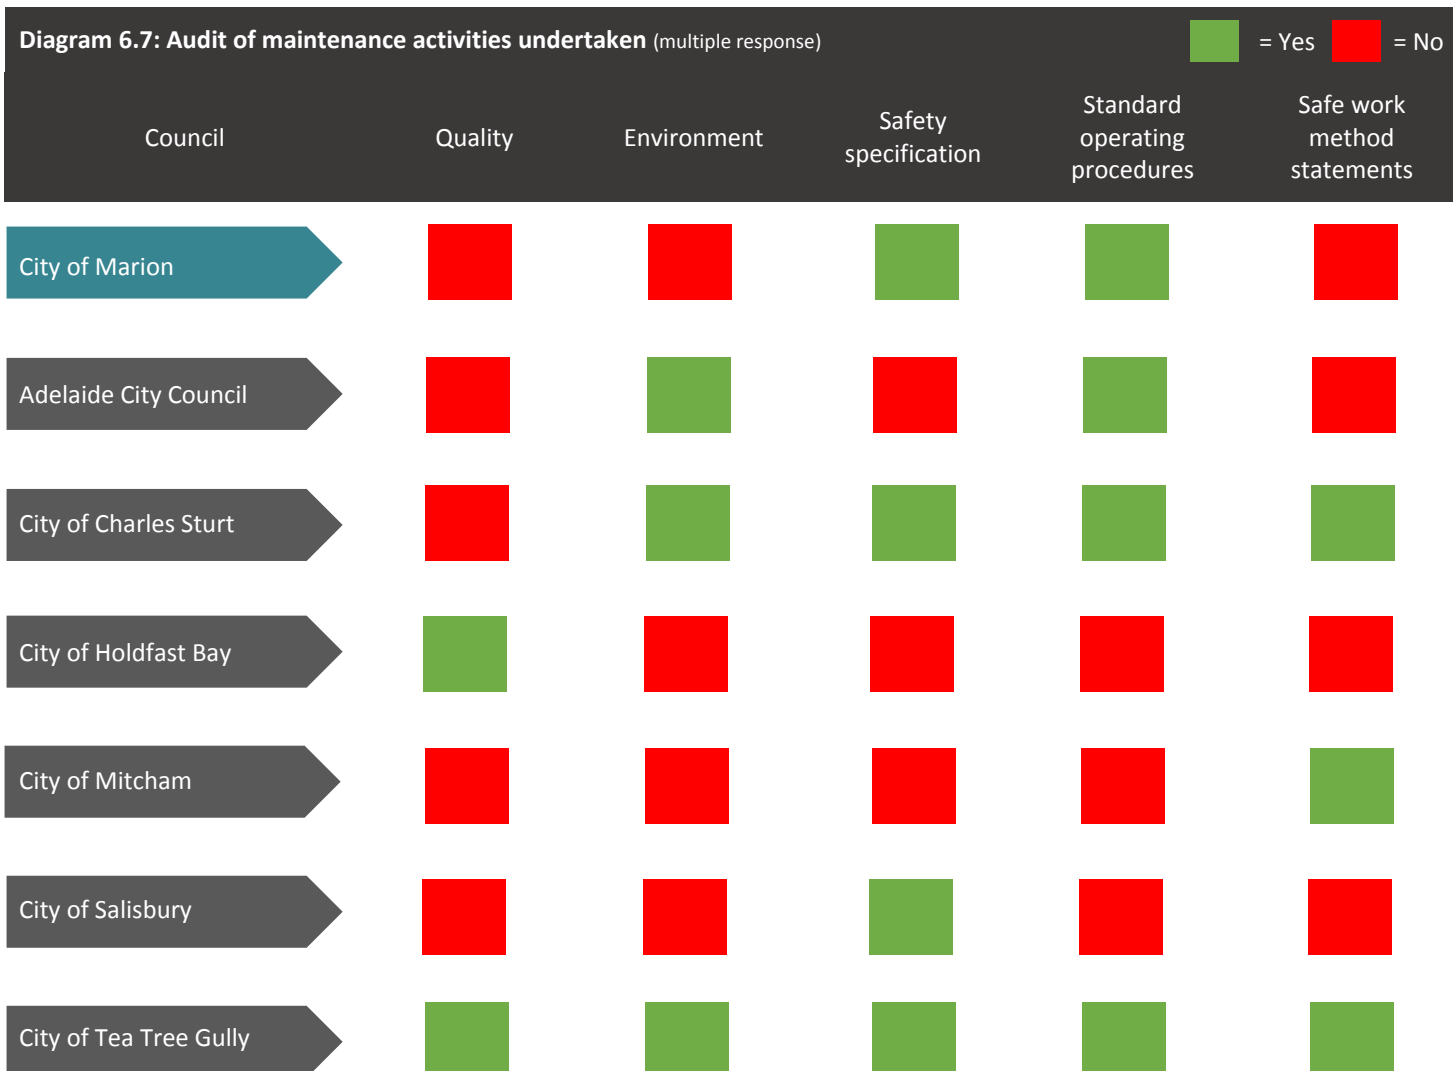 Diagram 6.7: Audit of maintenance activities undertaken (multiple response)
= Yes
= No
Council
Quality
Environment
Safety
specification
Standard
operating
procedures
Safe work
method
statements
City of Marion
Adelaide City Council
City of Charles Sturt
City of Holdfast Bay
City of Mitcham
City of Salisbury
City of Tea Tree Gully